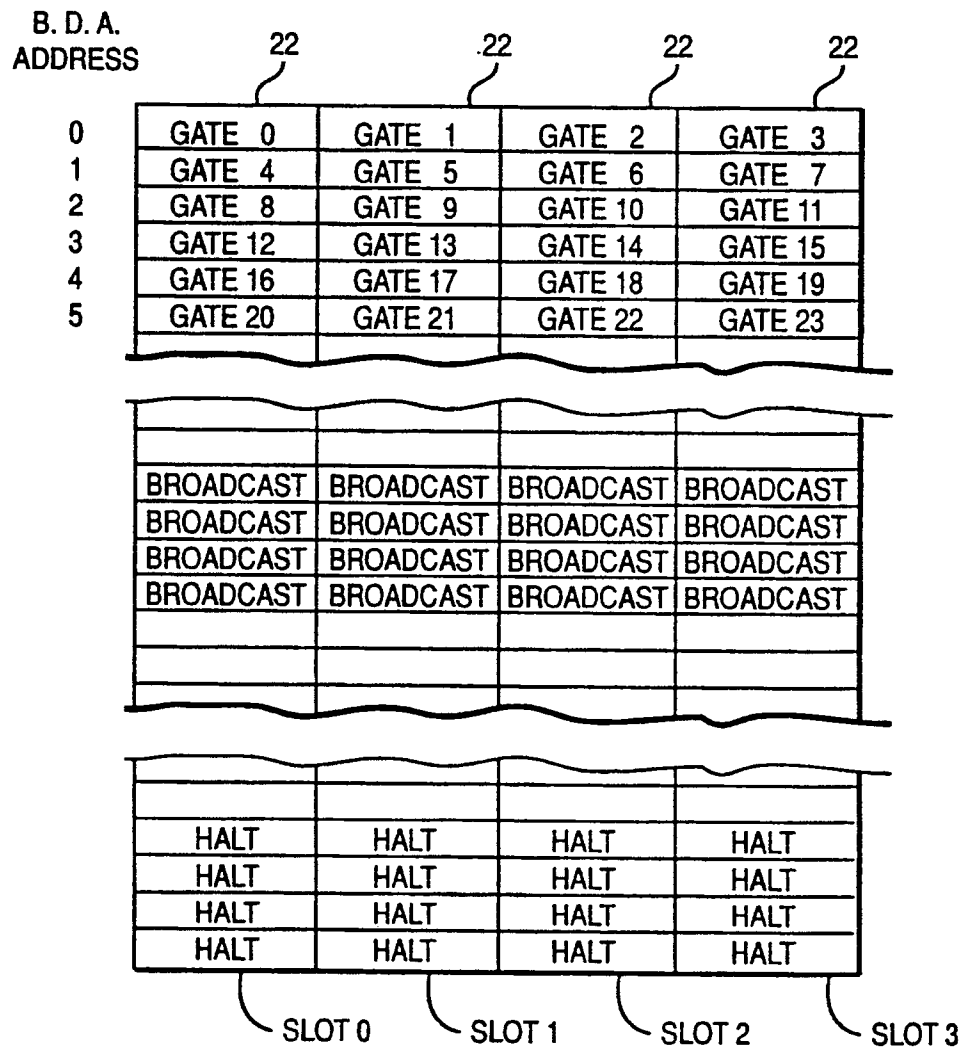 B. D. A.
ADDRESS
22 22 22 22
0 GATE 0 GATE 1 GATE 2 GATE 3
1 GATE 4 GATE 5 GATE 6 GATE 7
2 GATE 8 GATE 9 GATE 10 GATE 11
3 GATE 12 GATE 13 GATE 14 GATE 15
4 GATE 16 GATE 17 GATE 18 GATE 19
5 GATE 20 GATE 21 GATE 22 GATE 23
BROADCAST BROADCAST BROADCAST BROADCAST
BROADCAST BROADCAST BROADCAST BROADCAST
BROADCAST BROADCAST BROADCAST BROADCAST
BROADCAST BROADCAST BROADCAST BROADCAST
HALT HALT HALT HALT
HALT HALT HALT HALT
HALT HALT HALT HALT
HALT HALT HALT HALT
SLOT 0 SLOT 1 SLOT 2 SLOT 3